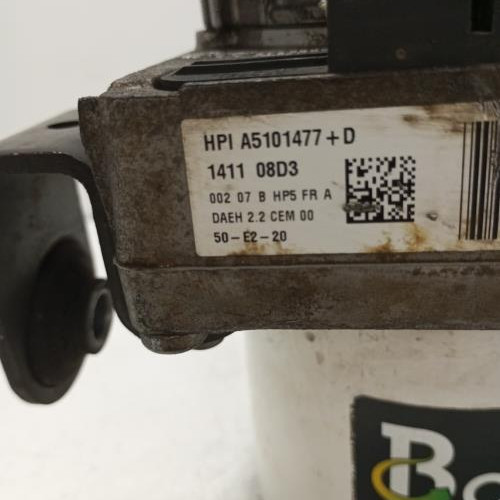 HPI A5101477+D
1411 08D3
002 07 B HP5 FR A
DAEH 2.2 CEM 00
50-E2-20